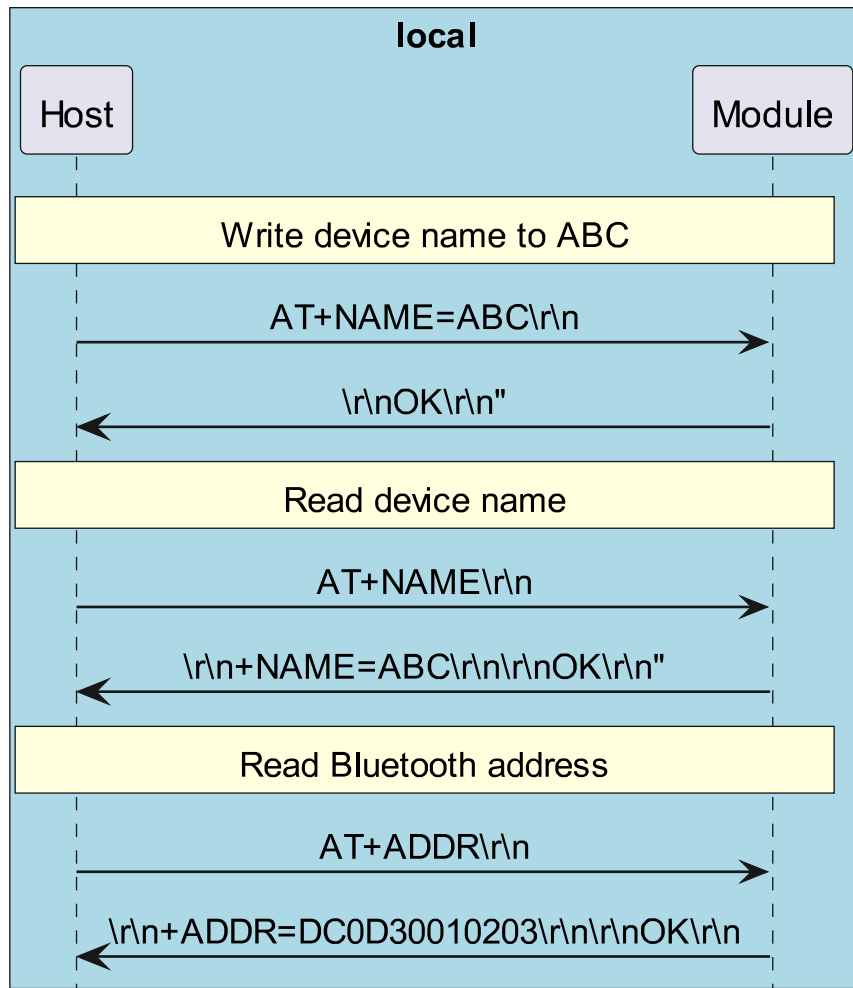 local
Host
Module
Write device name to ABC
AT+NAME=ABC\r\n
\r\nOK\r\n"
Read device name
AT+NAME\r\n
\r\n+NAME=ABC\r\n\r\nOK\r\n"
Read Bluetooth address
AT+ADDR\r\n
\r\n+ADDR=DC0D30010203\r\n\r\nOK\r\n